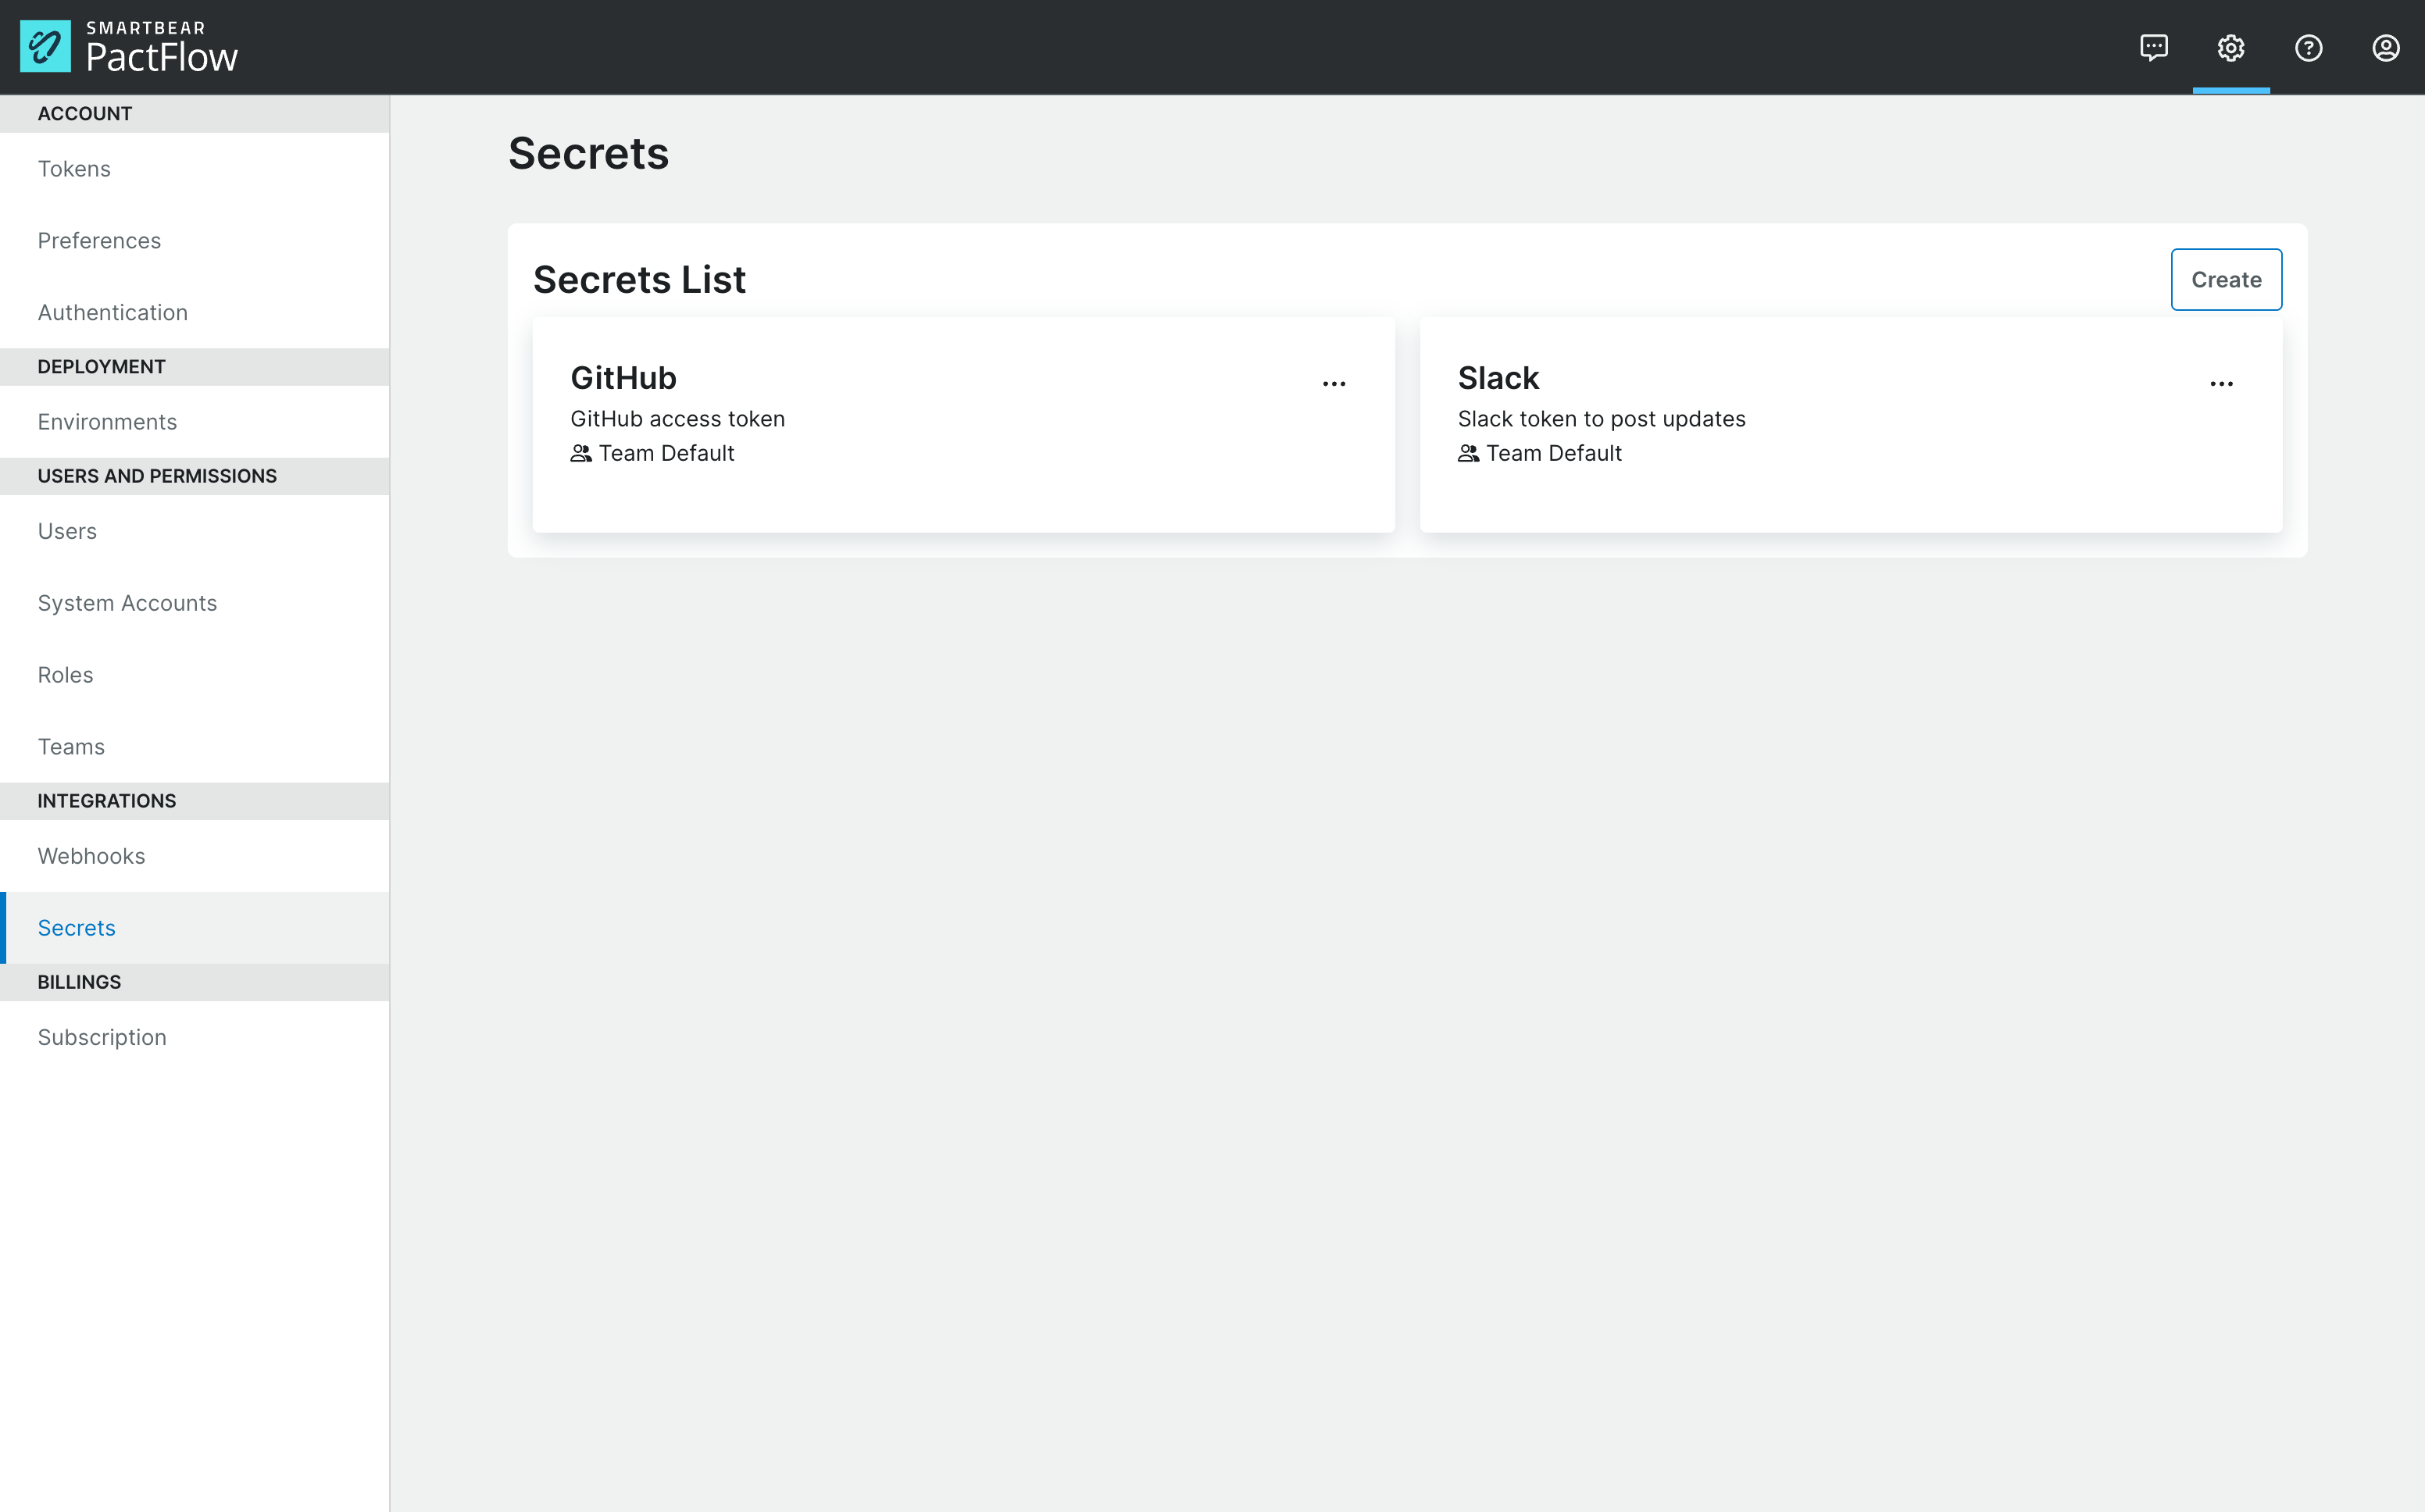 SMARTBEAR
PactFlow
ACCOUNT
Tokens
Preferences
Authentication
DEPLOYMENT
Environments
USERS AND PERMISSIONS
Users
System Accounts
Roles
Teams
INTEGRATIONS
Webhooks
Secrets
BILLINGS
Subscription
Secrets
Secrets List
Create
GitHub
GitHub access token
Team Default
Slack
Slack token to post updates
Team Default